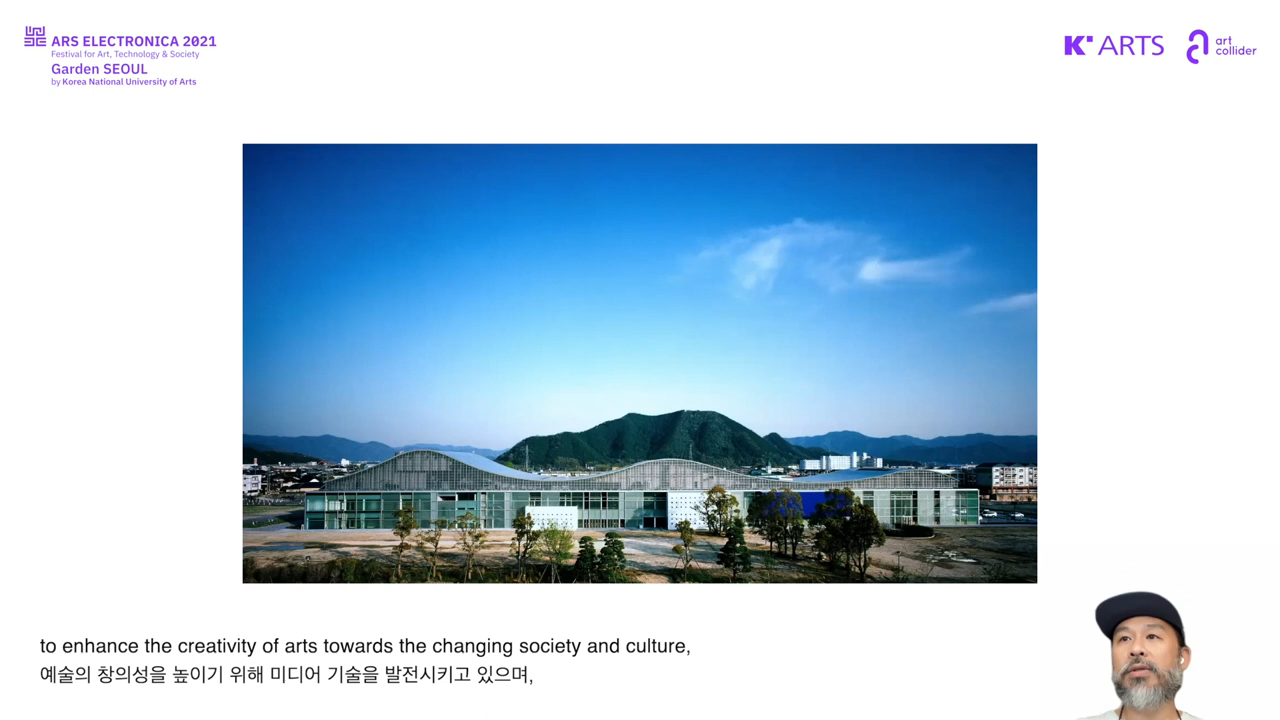 ARS ELECTRONICA 2021
Festival for Art, Technology & Society
Garden SEOUL
by Korea National University of Arts
K' ARTS
art
collider
to enhance the creativity of arts towards the changing society and culture,
예술의 창의성을 높이기 위해 미디어 기술을 발전시키고 있으며,